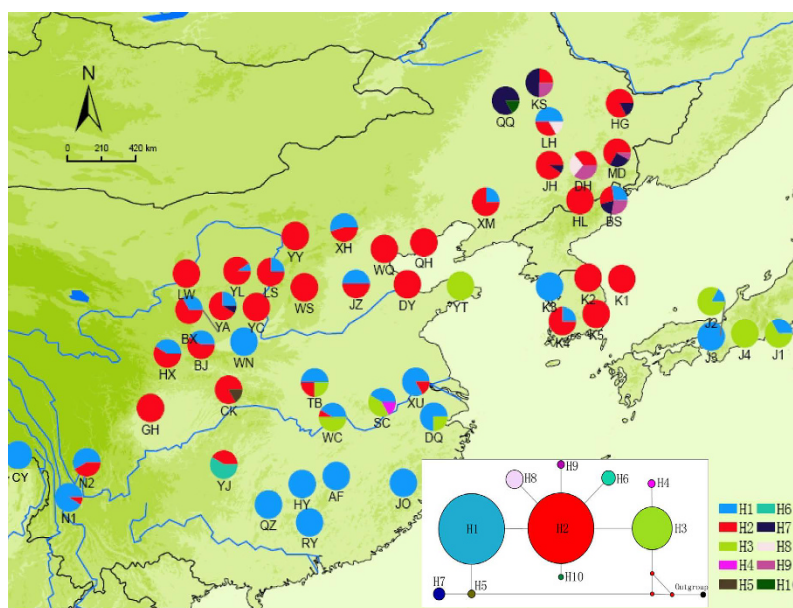 N
0 210 420 km
KS
QQ
HG
LH
MD
JH
DH
XM
HL
BS
YY
XH
WQ
QH
LW
YL
LS
WS
JZ
DY
YT
K3
K2
K1
BX
YA
YC
K4
K5
J2
J3
J4
J1
HX
BJ
WN
CK
TB
XU
GH
WC
SC
DQ
CY
N2
YJ
N1
HY
AF
JO
QZ
RY
H9
H8
H6
H4
H1
H2
H3
H10
H7
H5
Outgroup
H1 H6
H2 H7
H3 H8
H4 H9
H5 H10